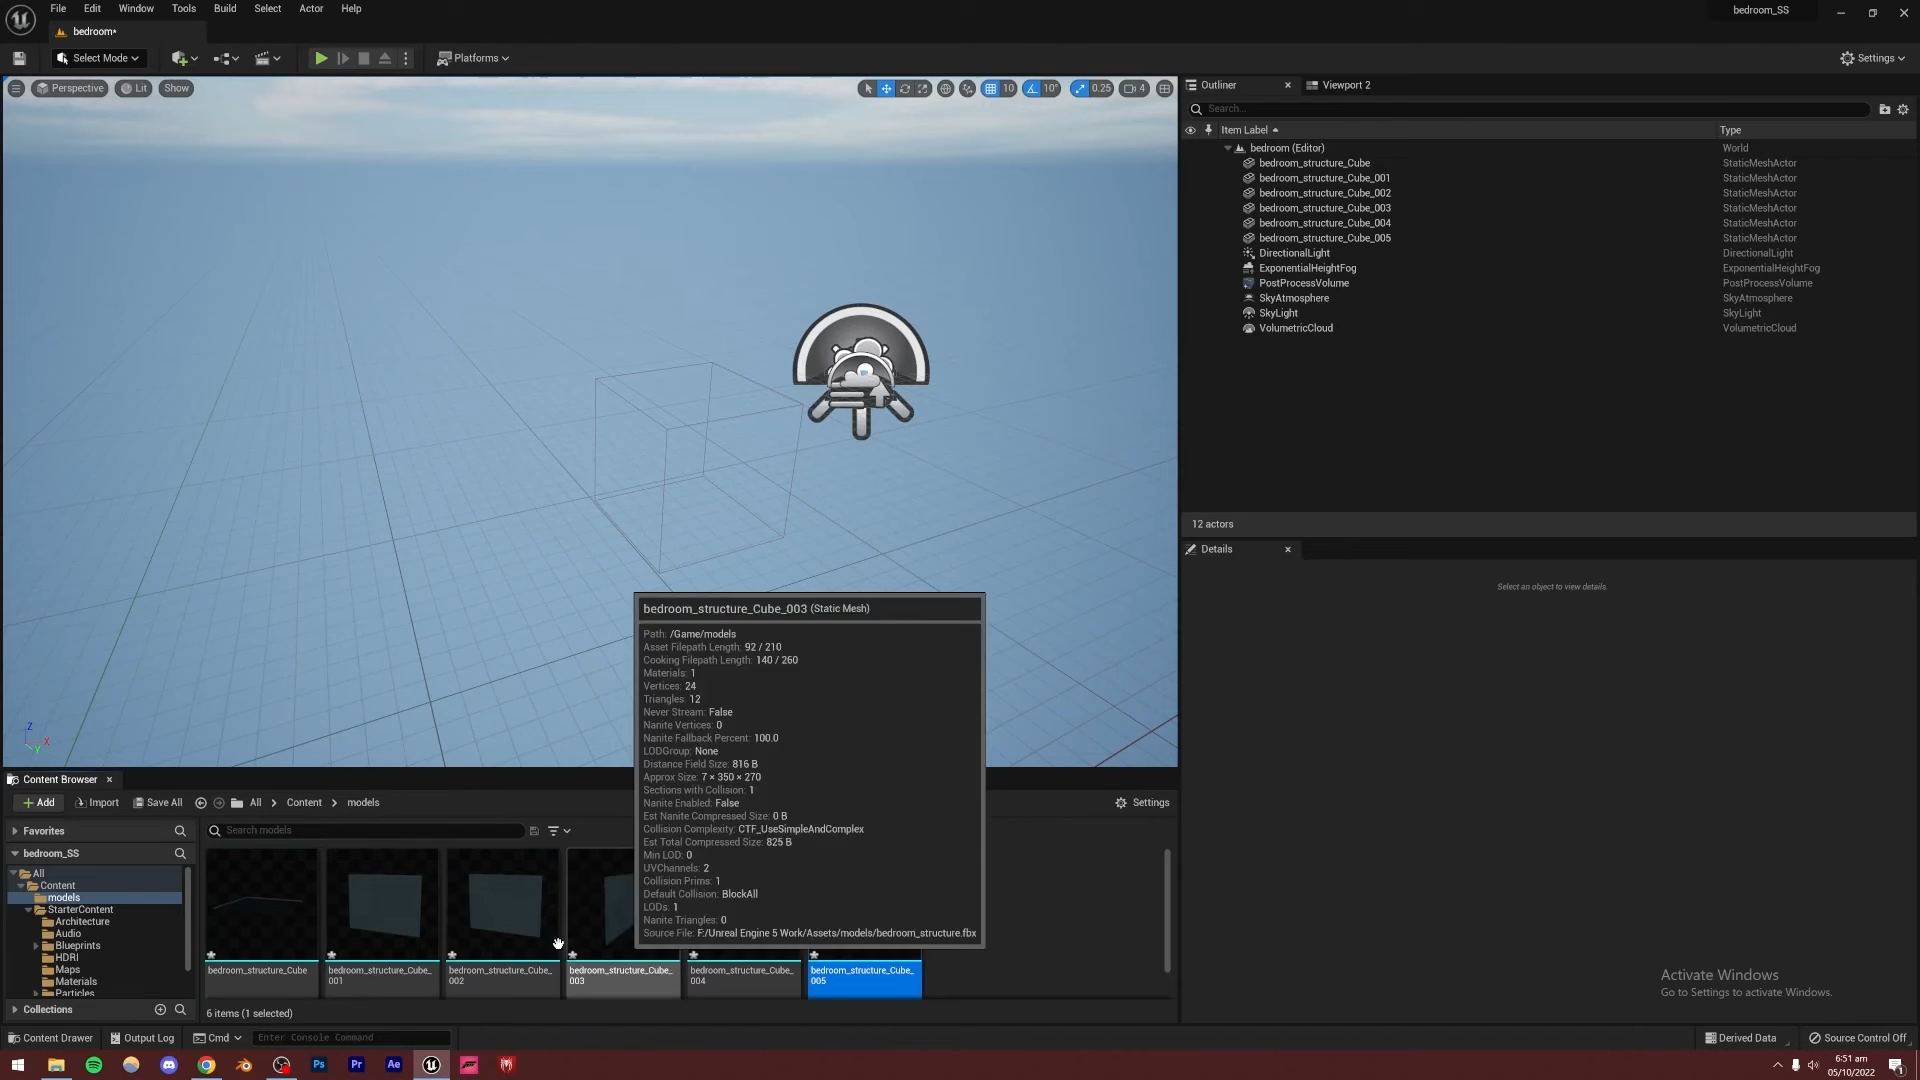 File Edit Window Tools Build Select Actor Help
bedroom_SS
bedroom*
Select Mode
Platforms
Settings
Perspective
Lit
Show
10
10°
0.25
4
Outliner
Viewport 2
Search...
Item Label
Type
bedroom (Editor) World
bedroom_structure_Cube StaticMeshActor
bedroom_structure_Cube_001 StaticMeshActor
bedroom_structure_Cube_002 StaticMeshActor
bedroom_structure_Cube_003 StaticMeshActor
bedroom_structure_Cube_004 StaticMeshActor
bedroom_structure_Cube_005 StaticMeshActor
DirectionalLight DirectionalLight
ExponentialHeightFog ExponentialHeightFog
PostProcessVolume PostProcessVolume
SkyAtmosphere SkyAtmosphere
SkyLight SkyLight
VolumetricCloud VolumetricCloud
12 actors
Details
Select an object to view details.
Z
X
Y
bedroom_structure_Cube_003 (Static Mesh)
Path: /Game/models
Asset Filepath Length: 92 / 210
Cooking Filepath Length: 140 / 260
Materials: 1
Vertices: 24
Triangles: 12
Never Stream: False
Nanite Vertices: 0
Nanite Fallback Percent: 100.0
LODGroup: None
Distance Field Size: 816 B
Approx Size: 7 × 350 × 270
Sections with Collision: 1
Nanite Enabled: False
Est Nanite Compressed Size: 0 B
Collision Complexity: CTF_UseSimpleAndComplex
Est Total Compressed Size: 825 B
Min LOD: 0
UVChannels: 2
Collision Prims: 1
Default Collision: BlockAll
LODs: 1
Nanite Triangles: 0
Source File: F:/Unreal Engine 5 Work/Assets/models/bedroom_structure.fbx
Content Browser
Add
Import
Save All
All > Content > models
Settings
Favorites
Search models
bedroom_SS
All
Content
models
StarterContent
Architecture
Audio
Blueprints
HDRI
Maps
Materials
Particles
Collections
bedroom_structure_Cube
bedroom_structure_Cube_
001
bedroom_structure_Cube_
002
bedroom_structure_Cube_
003
bedroom_structure_Cube_
004
bedroom_structure_Cube_
005
6 items (1 selected)
Activate Windows
Go to Settings to activate Windows.
Content Drawer
Output Log
Cmd
Enter Console Command
Derived Data
Source Control Off
Ps
Pr
Ae
6:51 am
05/10/2022
1